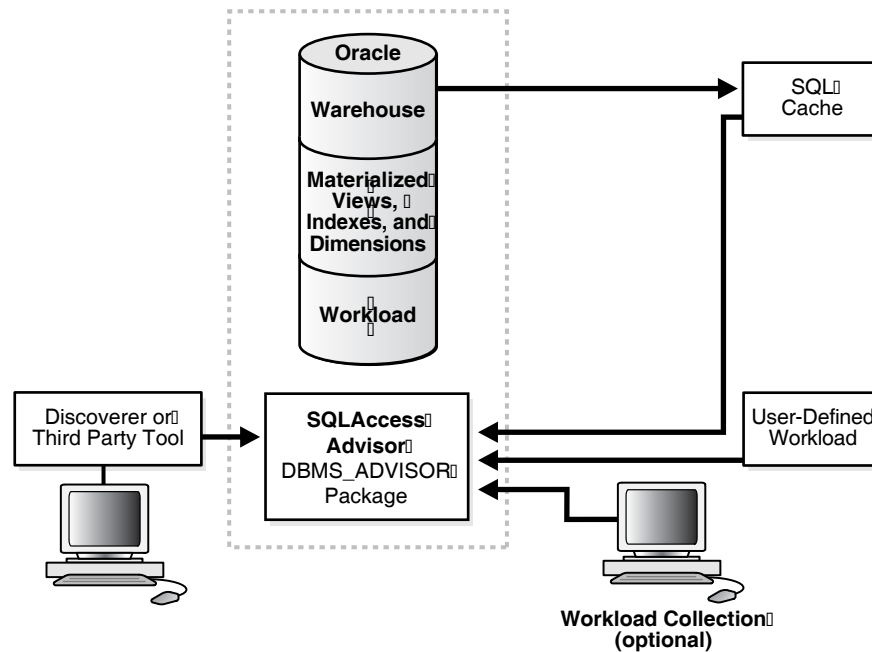 Oracle
Warehouse
Materialized
Views,
Indexes, and
Dimensions
Workload
SQL
Cache
Discoverer or
Third Party Tool
SQLAccess
Advisor
DBMS_ADVISOR
Package
User-Defined
Workload
Workload Collection
(optional)